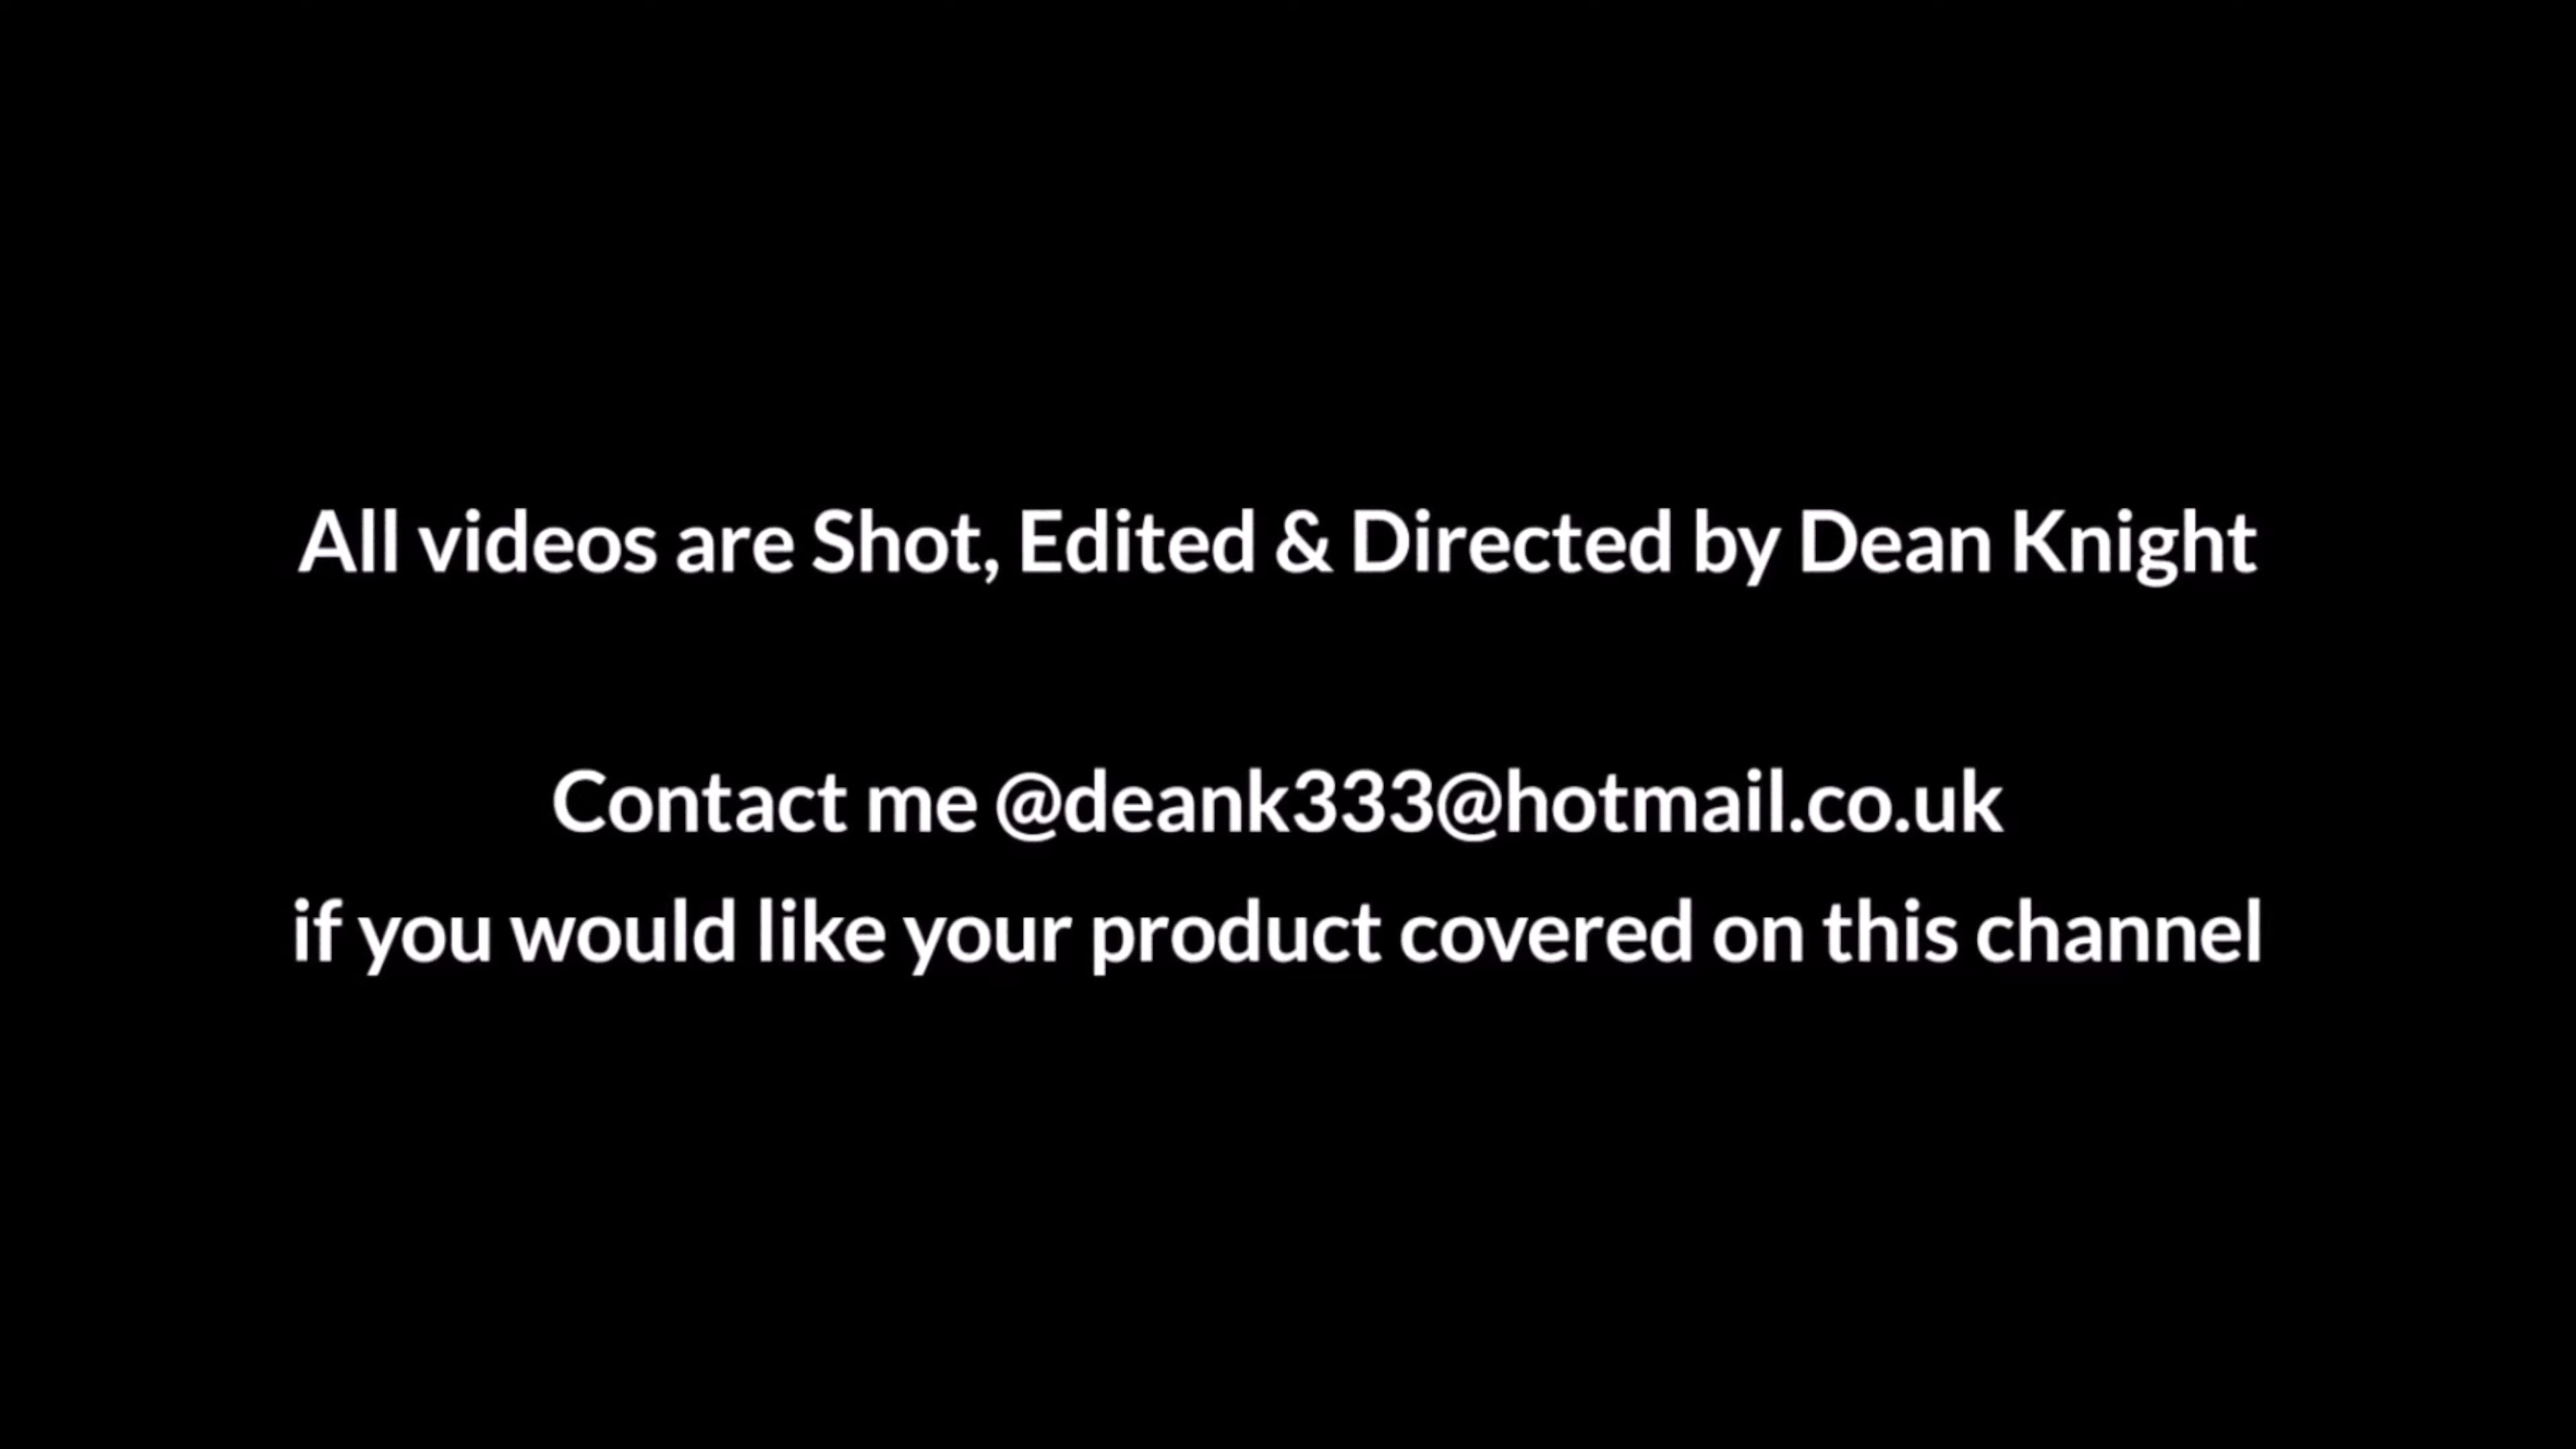 All videos are Shot, Edited & Directed by Dean Knight
Contact me @deank333@hotmail.co.uk
if you would like your product covered on this channel